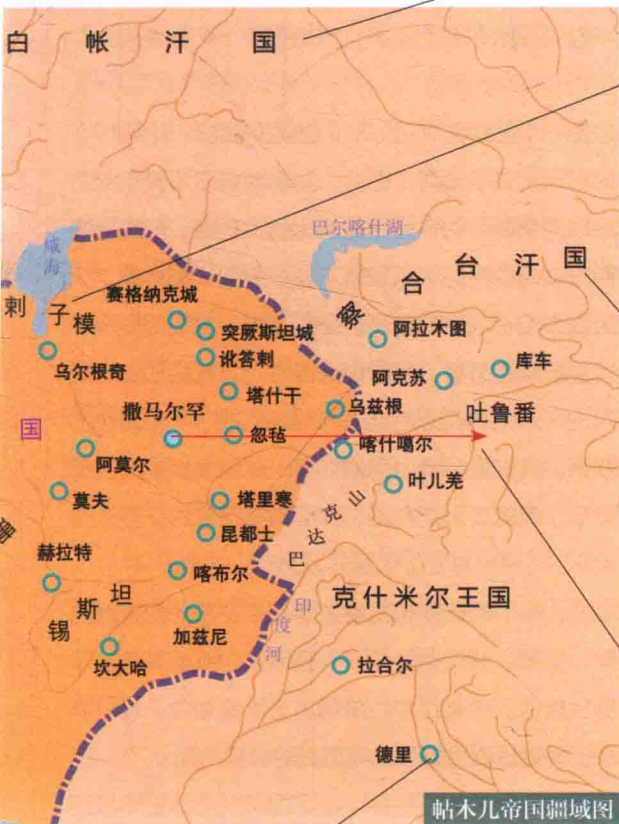 白帐汗国
巴尔喀什湖
咸海
察合台汗国
赛格纳克城
刺子模
突厥斯坦城
阿拉木图
讹答刺
乌尔根奇
库车
阿克苏
塔什干
乌兹根
撒马尔罕
吐鲁番
国
忽毡
喀什噶尔
阿莫尔
叶儿羌
莫夫
塔里寒
巴达克山
昆都士
赫拉特
喀布尔
克什米尔王国
锡斯坦
印度河
加兹尼
坎大哈
拉合尔
德里
帖木儿帝国疆域图